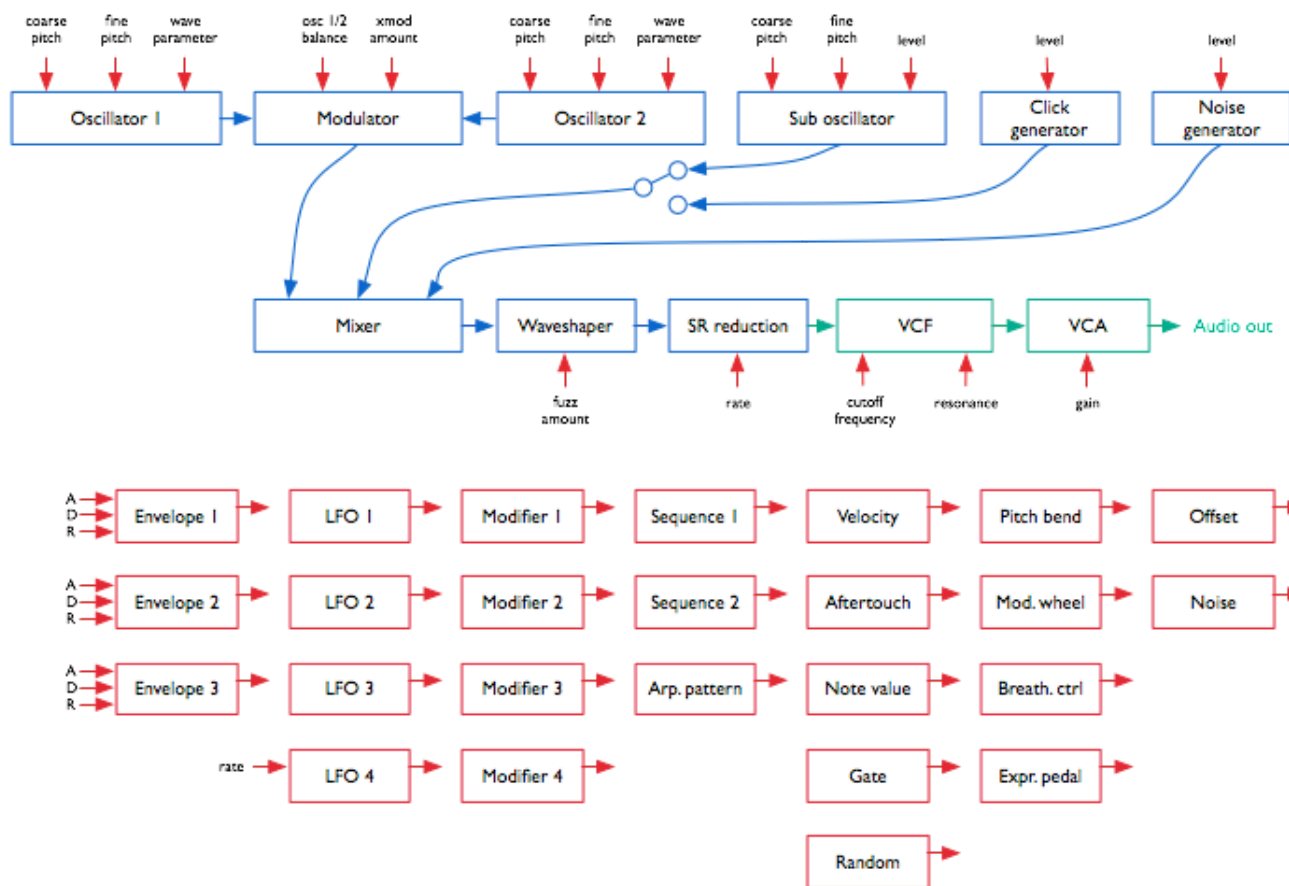 coarse pitch
fine pitch
wave parameter
osc 1/2 balance
xmod amount
coarse pitch
fine pitch
wave parameter
coarse pitch
fine pitch
level
level
level
Oscillator 1
Modulator
Oscillator 2
Sub oscillator
Click generator
Noise generator
Mixer
Waveshaper
SR reduction
VCF
VCA
Audio out
fuzz amount
rate
cutoff frequency
resonance
gain
A
D
R
Envelope 1
LFO 1
Modifier 1
Sequence 1
Velocity
Pitch bend
Offset
A
D
R
Envelope 2
LFO 2
Modifier 2
Sequence 2
Aftertouch
Mod. wheel
Noise
A
D
R
Envelope 3
LFO 3
Modifier 3
Arp. pattern
Note value
Breath. ctrl
rate
LFO 4
Modifier 4
Gate
Expr. pedal
Random